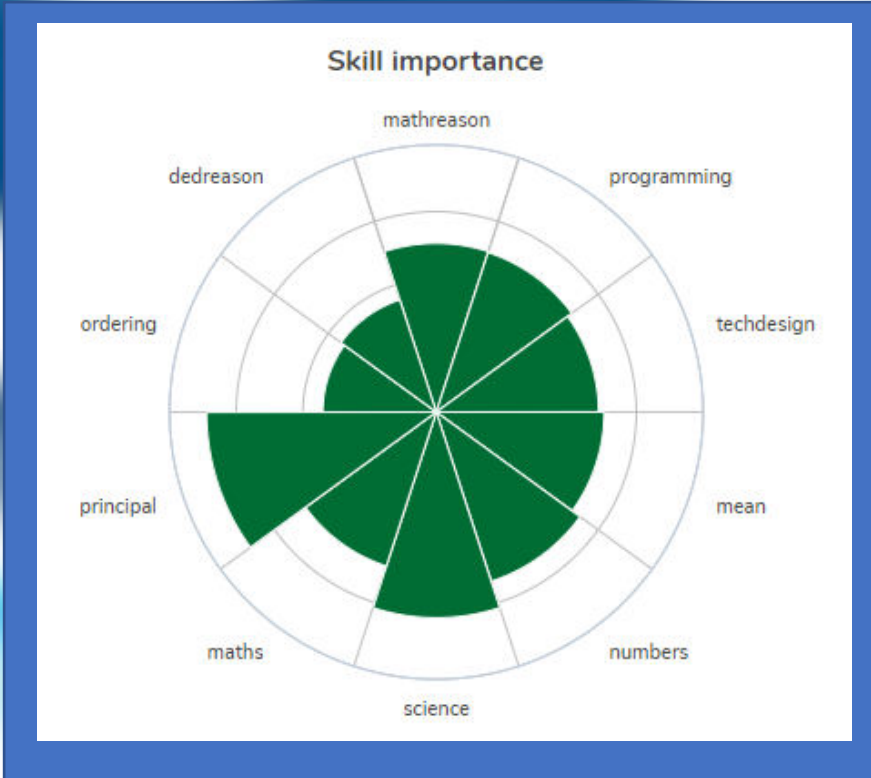 Skill importance
mathreason
dedreason
programming
ordering
techdesign
principal
mean
maths
numbers
science